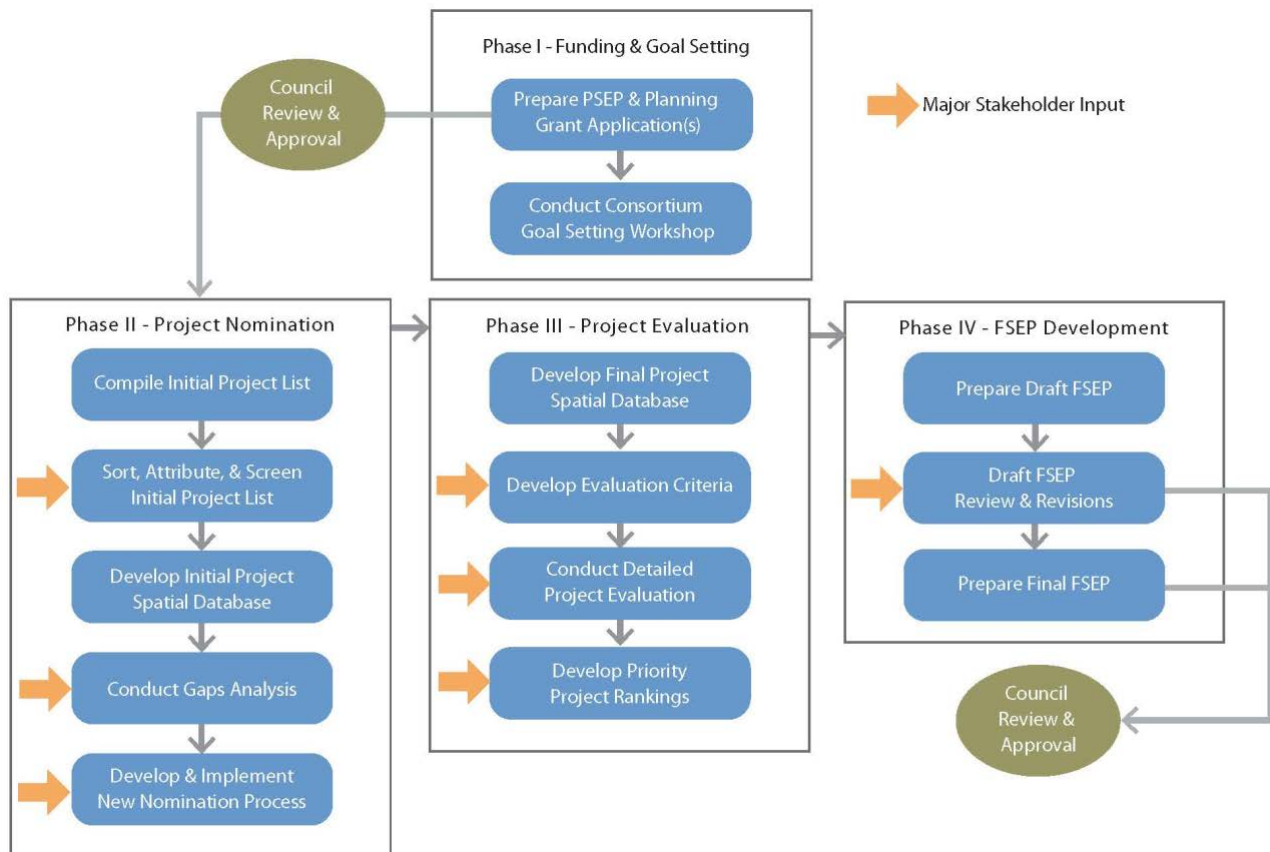 Phase I - Funding & Goal Setting
Council
Review &
Approval
Prepare PSEP & Planning
Grant Application(s)
Conduct Consortium
Goal Setting Workshop
Major Stakeholder Input
Phase II - Project Nomination
Compile Initial Project List
Sort, Attribute, & Screen
Initial Project List
Develop Initial Project
Spatial Database
Conduct Gaps Analysis
Develop & Implement
New Nomination Process
Phase III - Project Evaluation
Develop Final Project
Spatial Database
Develop Evaluation Criteria
Conduct Detailed
Project Evaluation
Develop Priority
Project Rankings
Phase IV - FSEP Development
Prepare Draft FSEP
Draft FSEP
Review & Revisions
Prepare Final FSEP
Council
Review &
Approval